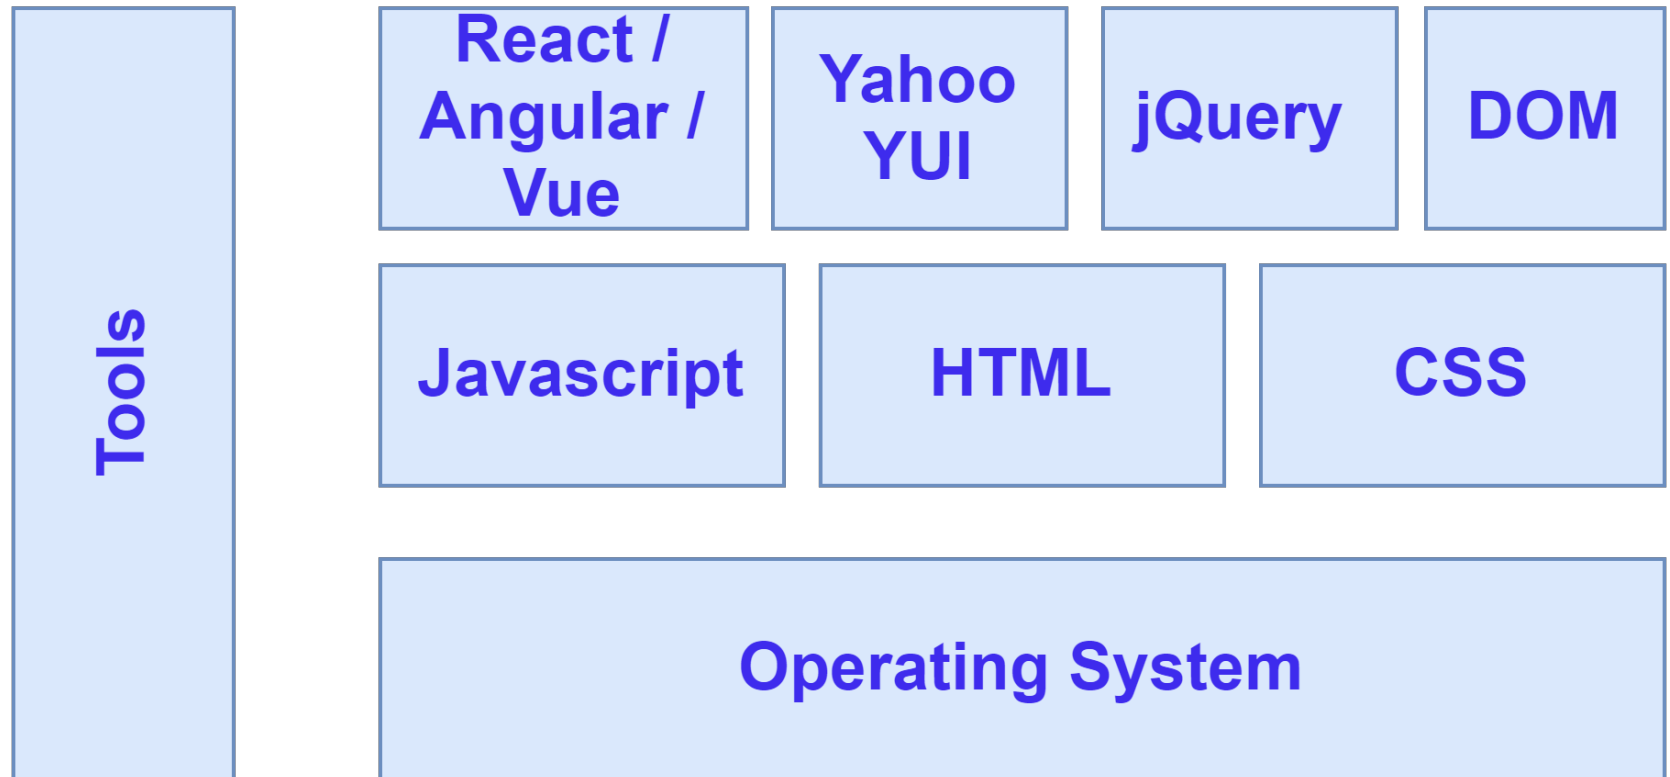 Tools
React /
Angular /
Vue
Yahoo
YUI
jQuery
DOM
Javascript
HTML
CSS
Operating System